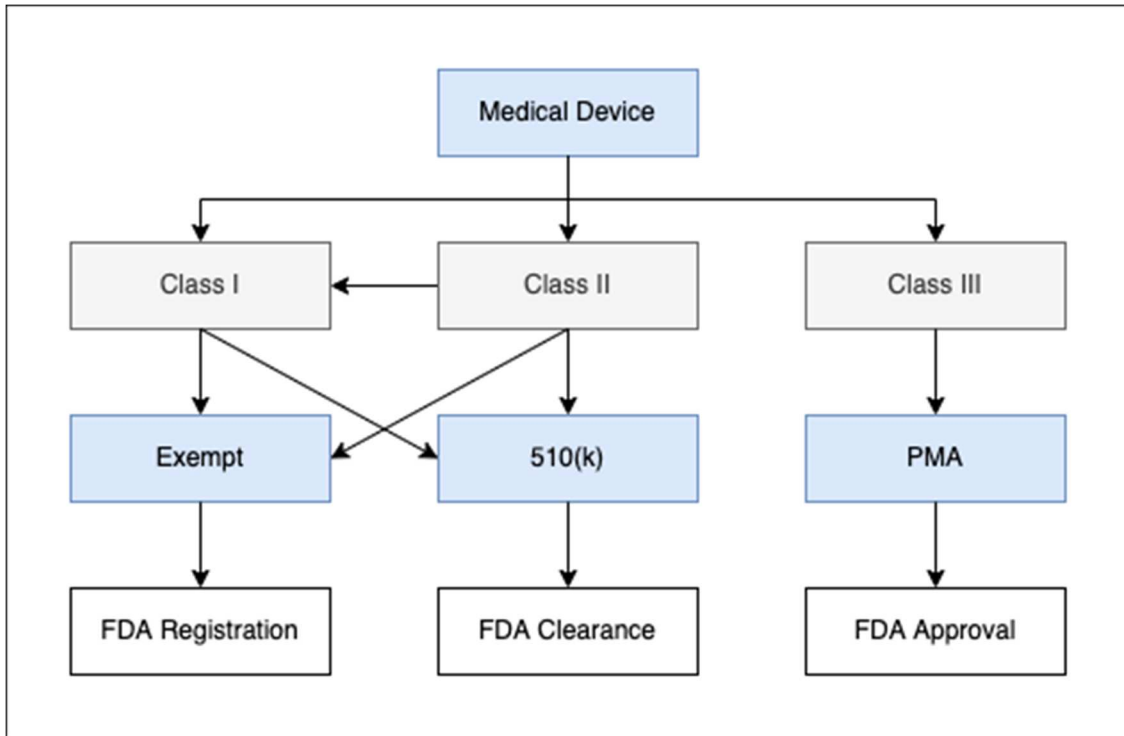 Medical Device
Class I
Class II
Class III
Exempt
510(k)
PMA
FDA Registration
FDA Clearance
FDA Approval